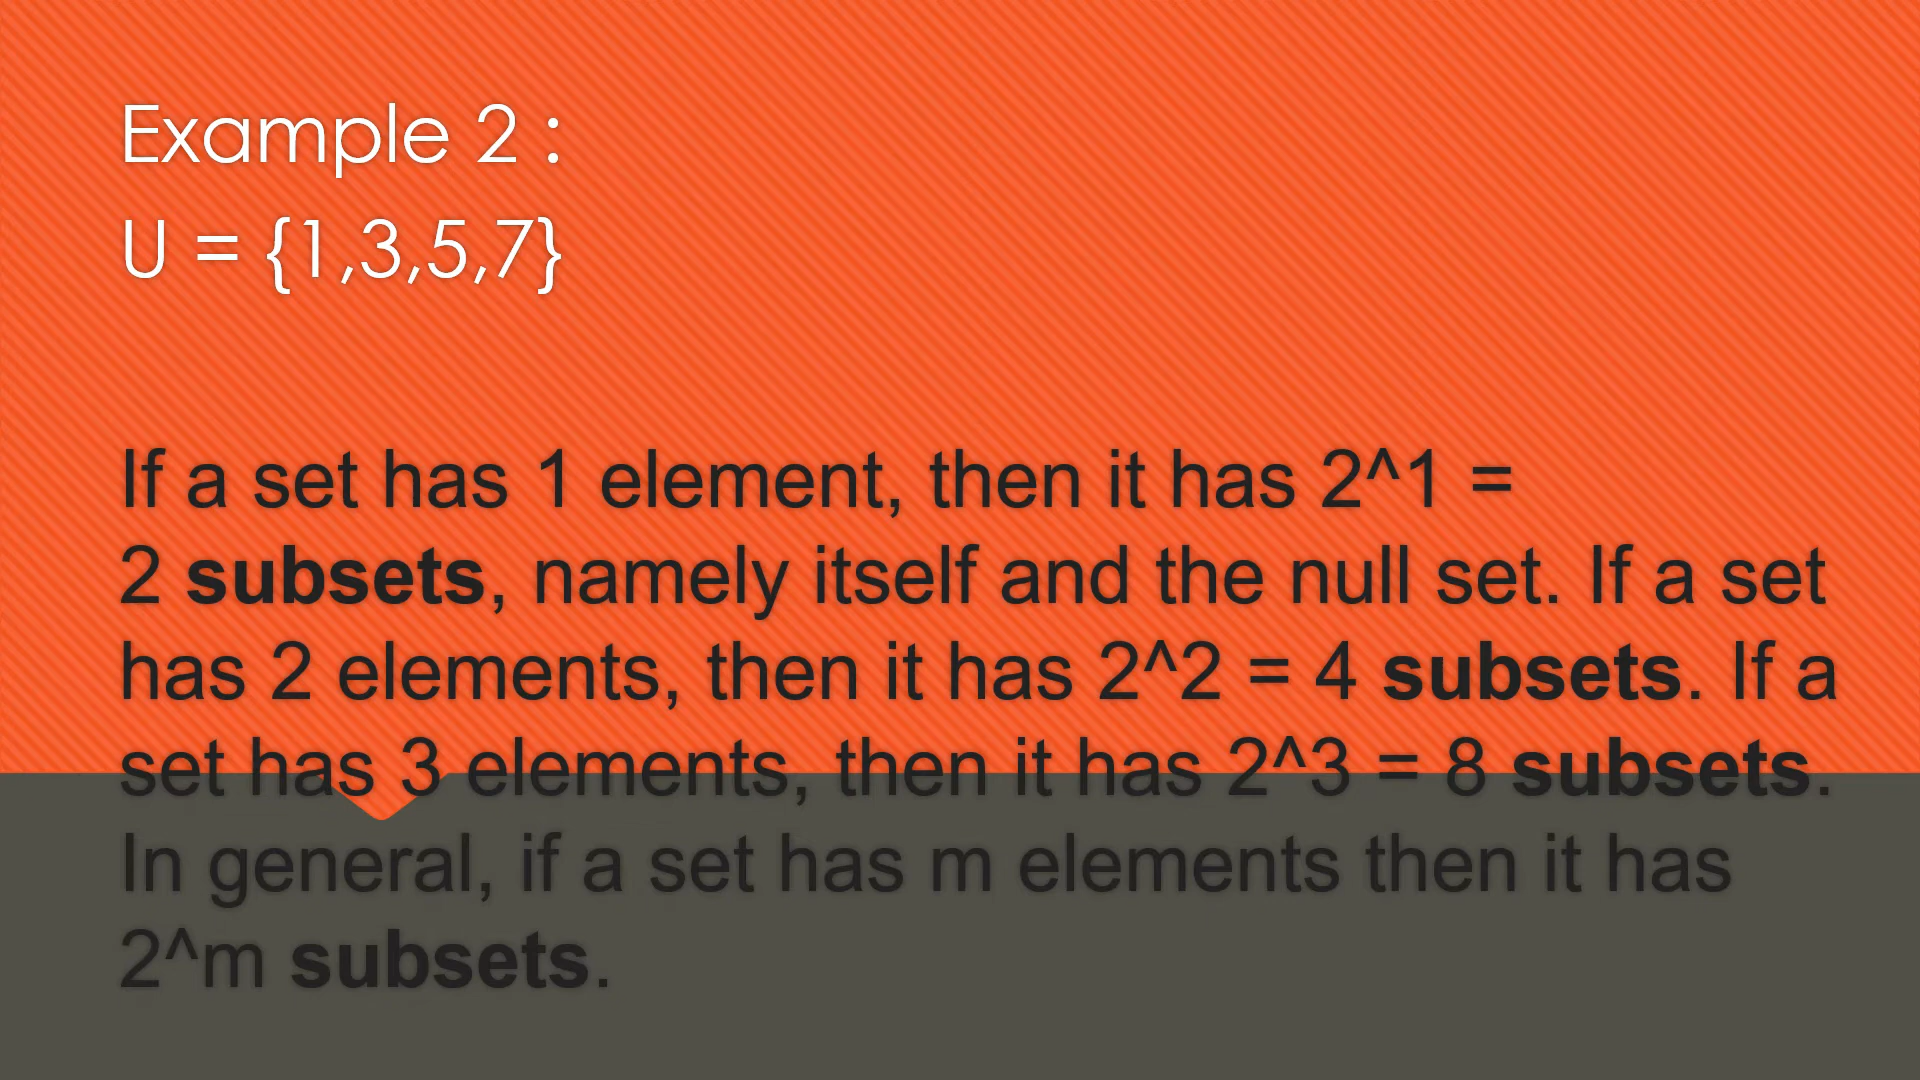 Example 2 :
U = {1,3,5,7}
If a set has 1 element, then it has 2^1 =
2 subsets, namely itself and the null set. If a set
has 2 elements, then it has 2^2 = 4 subsets. If a
set has 3 elements, then it has 2^3 = 8 subsets.
In general, if a set has m elements then it has
2^m subsets.